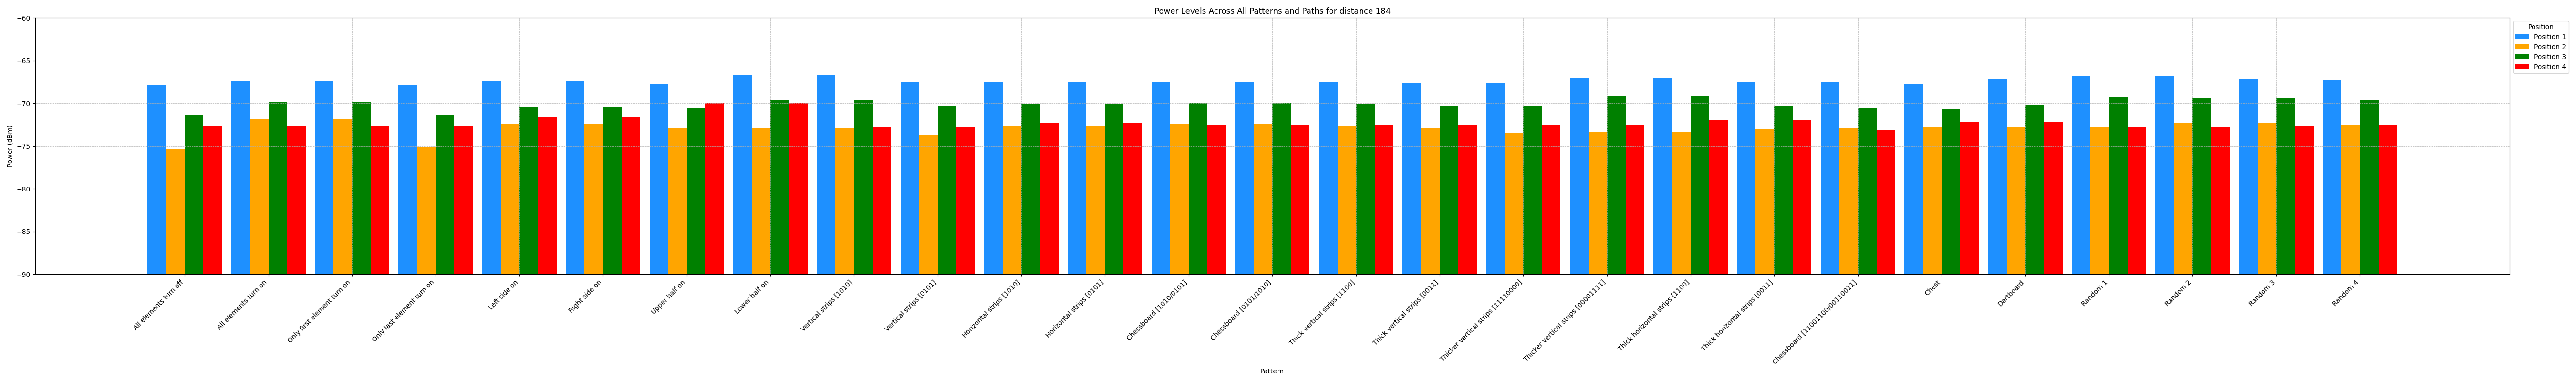 Power Levels Across All Patterns and Paths for distance 184
Position
Position 1
Position 2
Position 3
Position 4
Power (dBm)
−60
−65
−70
−75
−80
−85
−90
All elements turn off
All elements turn on
Only first element turn on
Only last element turn on
Left side on
Right side on
Upper half on
Lower half on
Vertical strips [1010]
Vertical strips [0101]
Horizontal strips [1010]
Horizontal strips [0101]
Chessboard [1010/0101]
Chessboard [0101/1010]
Thick vertical strips [1100]
Thick vertical strips [0011]
Thicker vertical strips [11110000]
Thicker vertical strips [00001111]
Thick horizontal strips [1100]
Thick horizontal strips [0011]
Chessboard [11001100/00110011]
Chest
Dartboard
Random 1
Random 2
Random 3
Random 4
Pattern